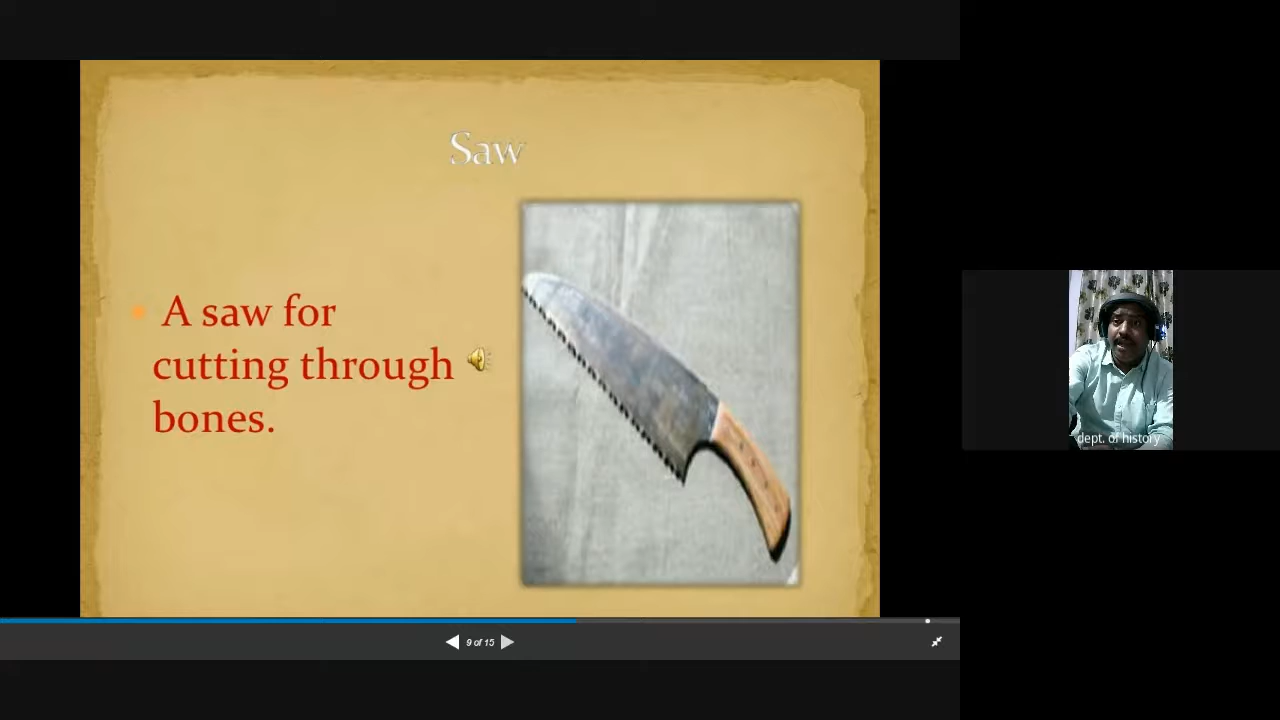 Saw
A saw for
cutting through
bones.
9 of 15
dept. of history